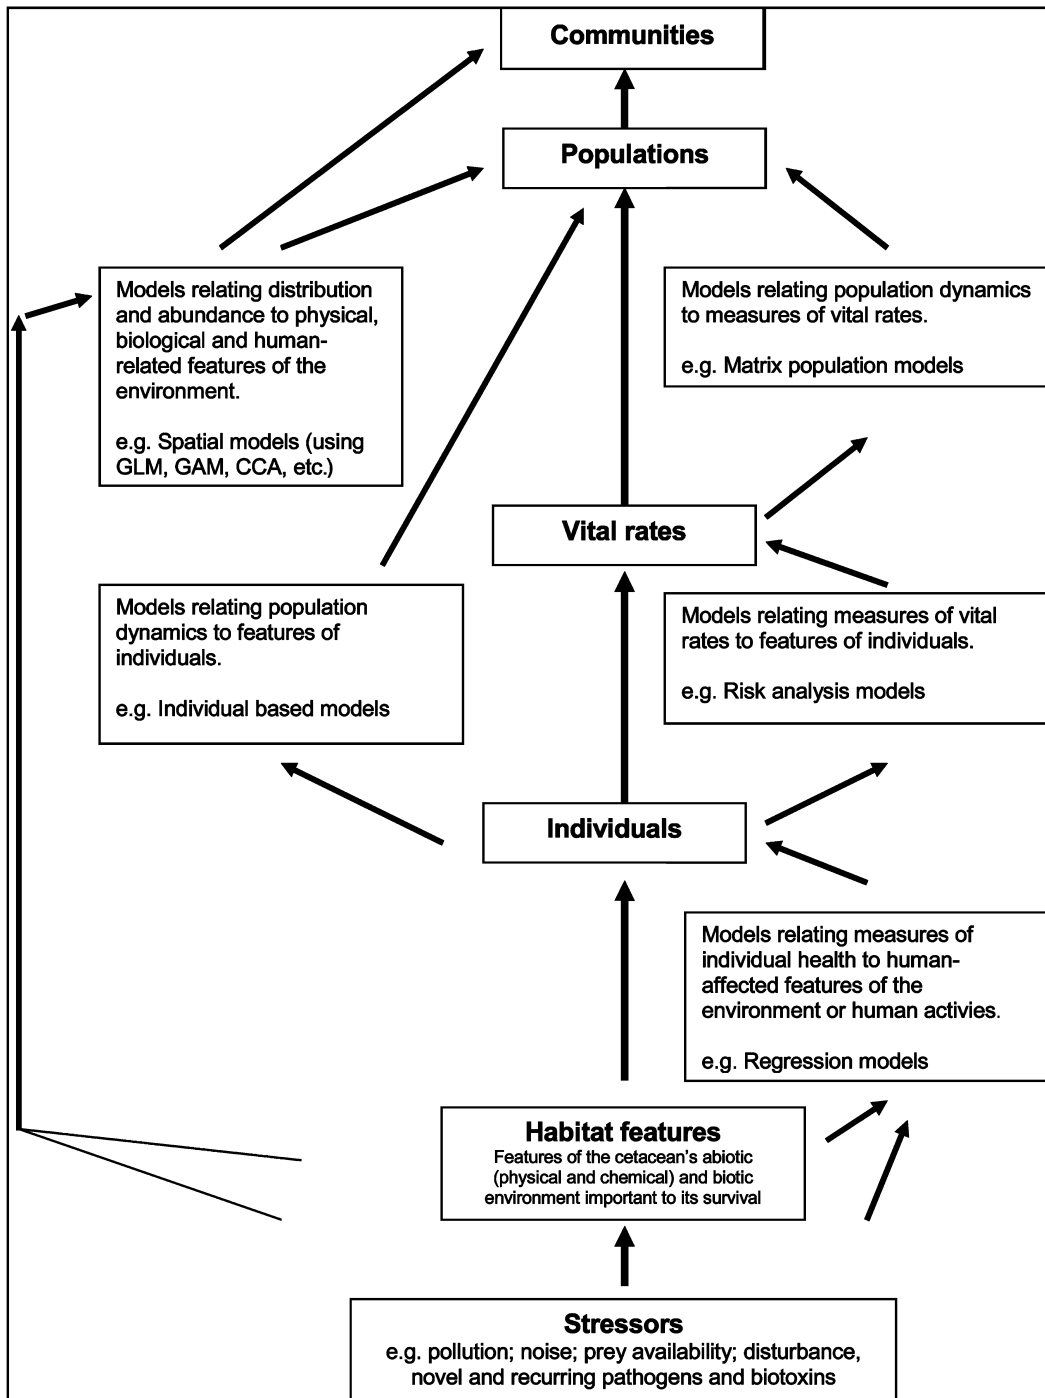 Communities
Populations
Models relating distribution
and abundance to physical,
biological and human-
related features of the
environment.
e.g. Spatial models (using
GLM, GAM, CCA, etc.)
Models relating population dynamics
to measures of vital rates.
e.g. Matrix population models
Vital rates
Models relating population
dynamics to features of
individuals.
e.g. Individual based models
Models relating measures of vital
rates to features of individuals.
e.g. Risk analysis models
Individuals
Models relating measures of
individual health to human-
affected features of the
environment or human activies.
e.g. Regression models
Habitat features
Features of the cetacean's abiotic
(physical and chemical) and biotic
environment important to its survival
Stressors
e.g. pollution; noise; prey availability; disturbance,
novel and recurring pathogens and biotoxins